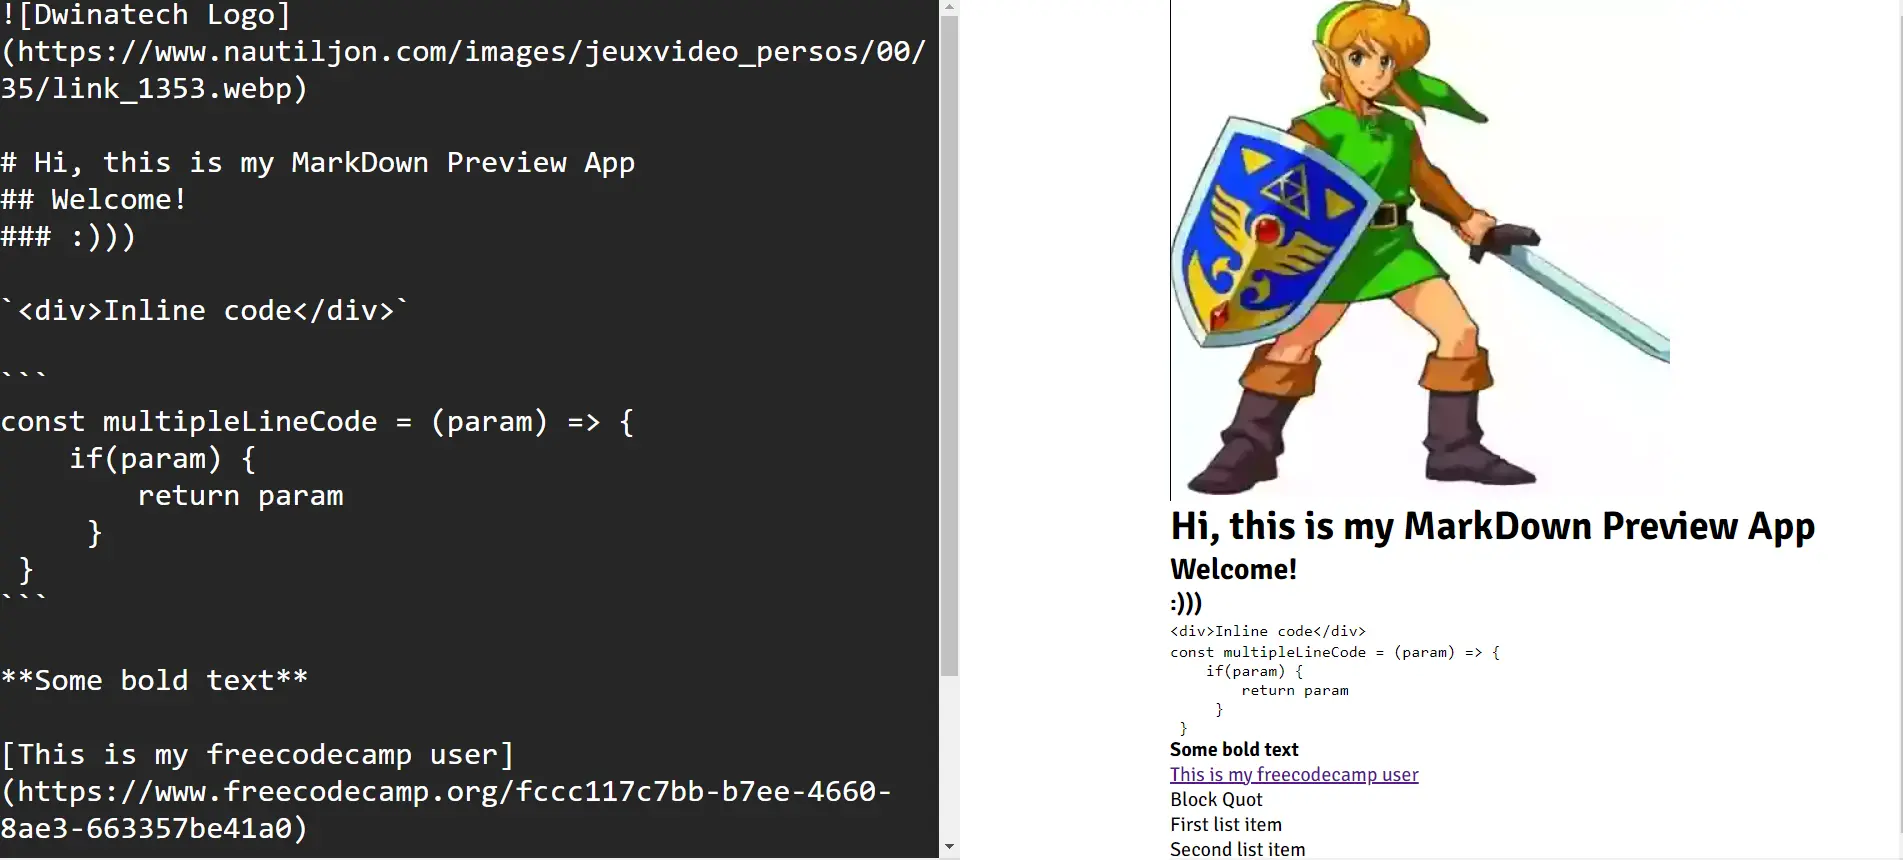 ![Dwinatech Logo]
(https://www.nautiljon.com/images/jeuxvideo_persos/00/
35/link_1353.webp)
# Hi, this is my MarkDown Preview App
## Welcome!
### :)))
`<div>Inline code</div>`
```
const multipleLineCode = (param) => {
    if(param) {
        return param
     }
 }
```
**Some bold text**
[This is my freecodecamp user]
(https://www.freecodecamp.org/fccc117c7bb-b7ee-4660-
8ae3-663357be41a0)
Hi, this is my MarkDown Preview App
Welcome!
:)))
<div>Inline code</div>
const multipleLineCode = (param) => {
    if(param) {
        return param
     }
 }
Some bold text
This is my freecodecamp user
Block Quot
First list item
Second list item